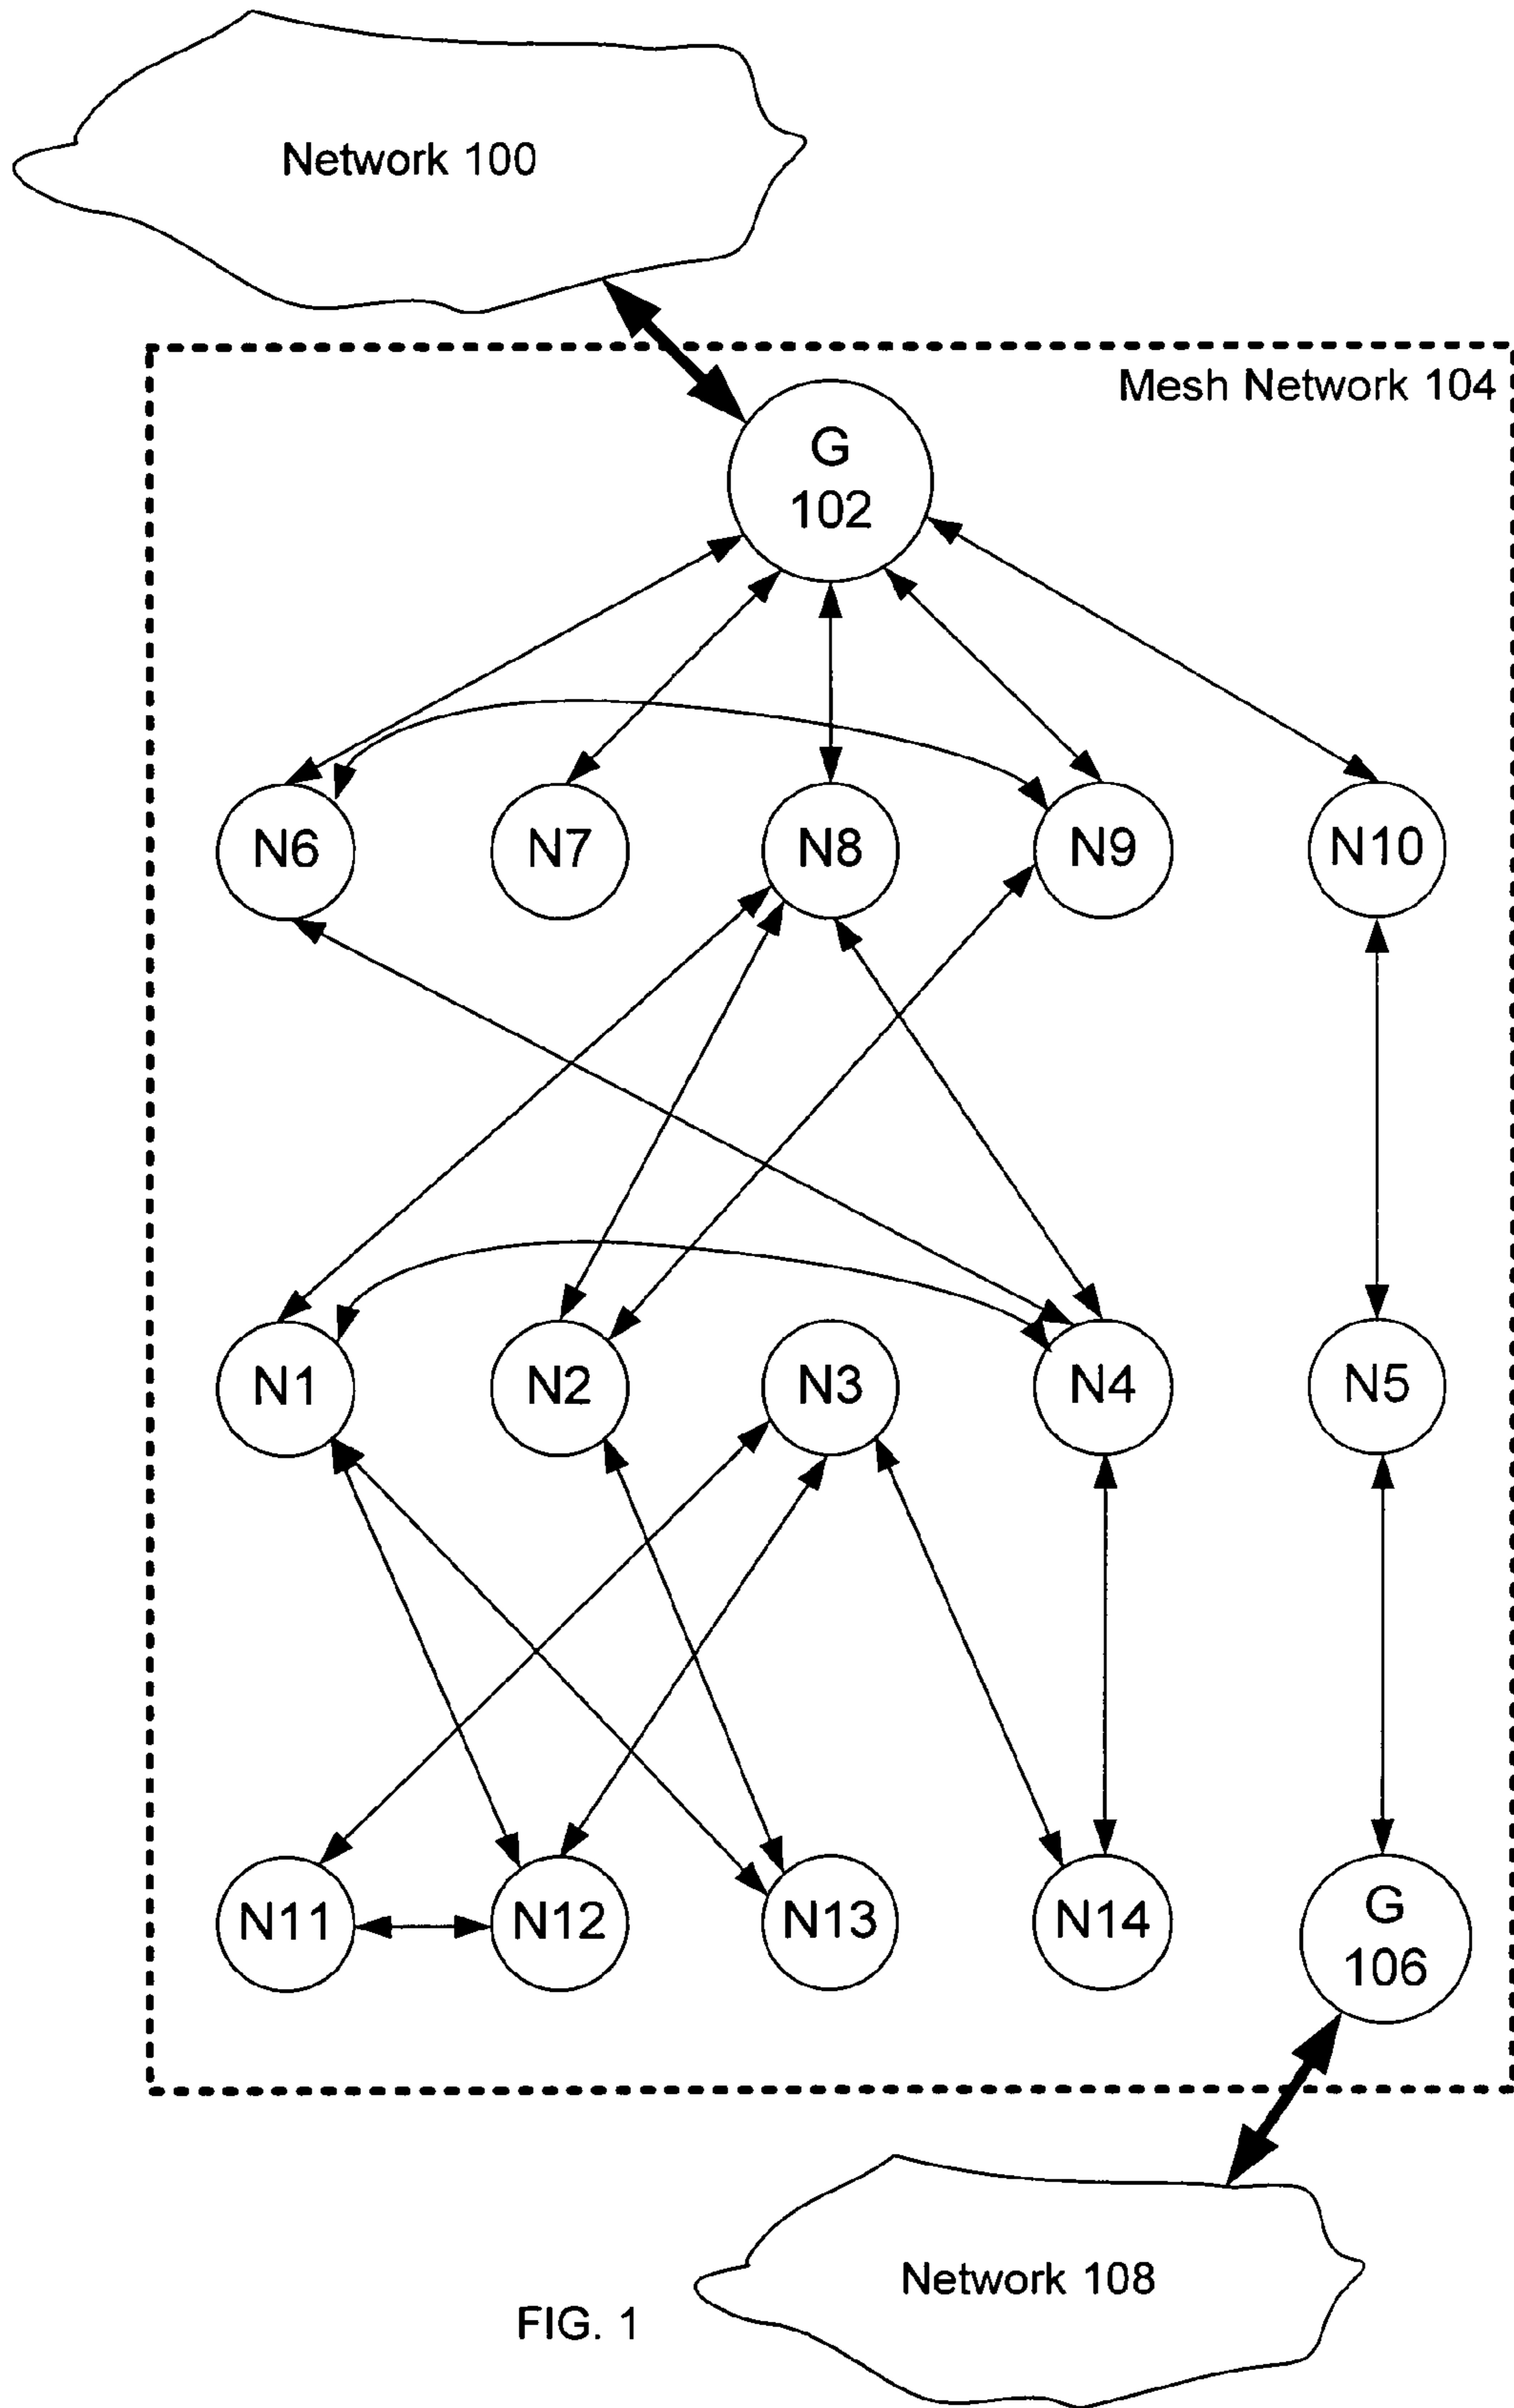 Network 100
Mesh Network 104
G
102
N6
N7
N8
N9
N10
N1
N2
N3
N4
N5
N11
N12
N13
N14
G
106
Network 108
FIG. 1